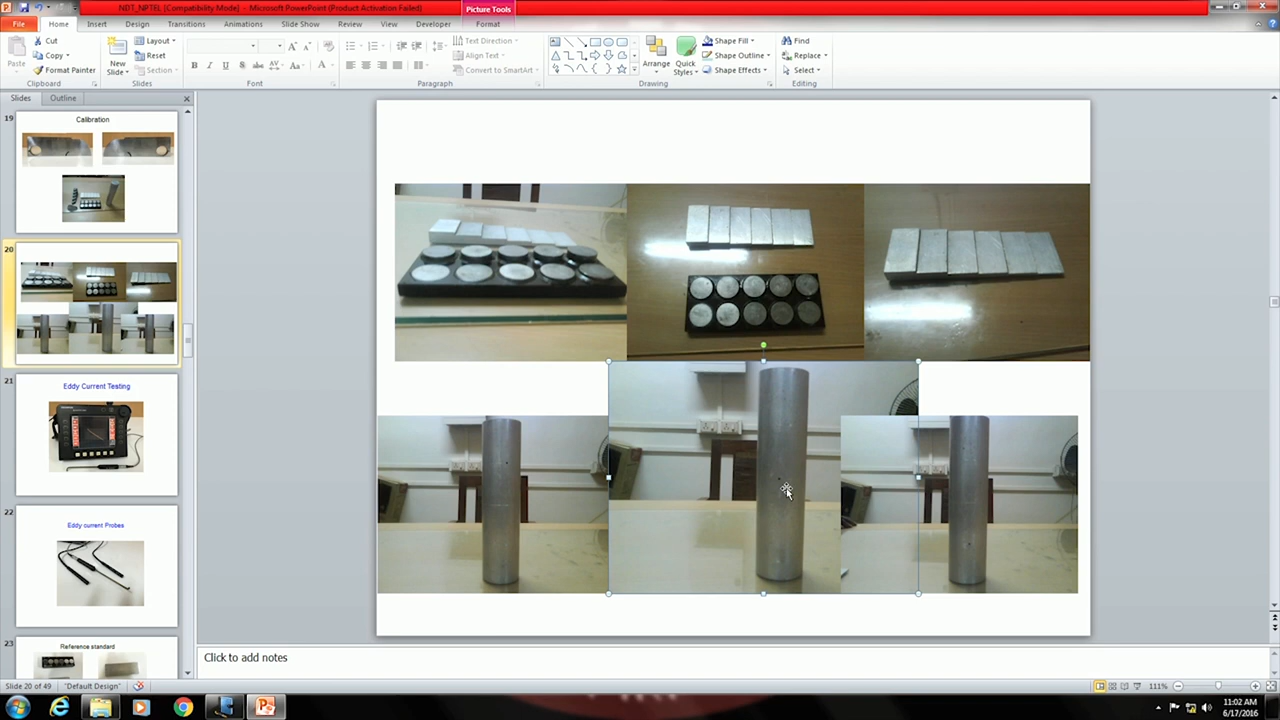 NDT_NPTEL [Compatibility Mode] - Microsoft PowerPoint (Product Activation Failed)
Picture Tools
File
Home
Insert
Design
Transitions
Animations
Slide Show
Review
View
Developer
Format
Paste
Cut
Copy
Format Painter
Clipboard
New
Slide
Layout
Reset
Section
Slides
B I U S abc AV Aa A
Font
Text Direction
Align Text
Convert to SmartArt
Paragraph
Arrange
Quick
Styles
Shape Fill
Shape Outline
Shape Effects
Drawing
Find
Replace
Select
Editing
Slides
Outline
19
Calibration
20
21
Eddy Current Testing
22
Eddy current Probes
23
Reference standard
Click to add notes
Slide 20 of 49
"Default Design"
111%
11:02 AM
6/17/2016